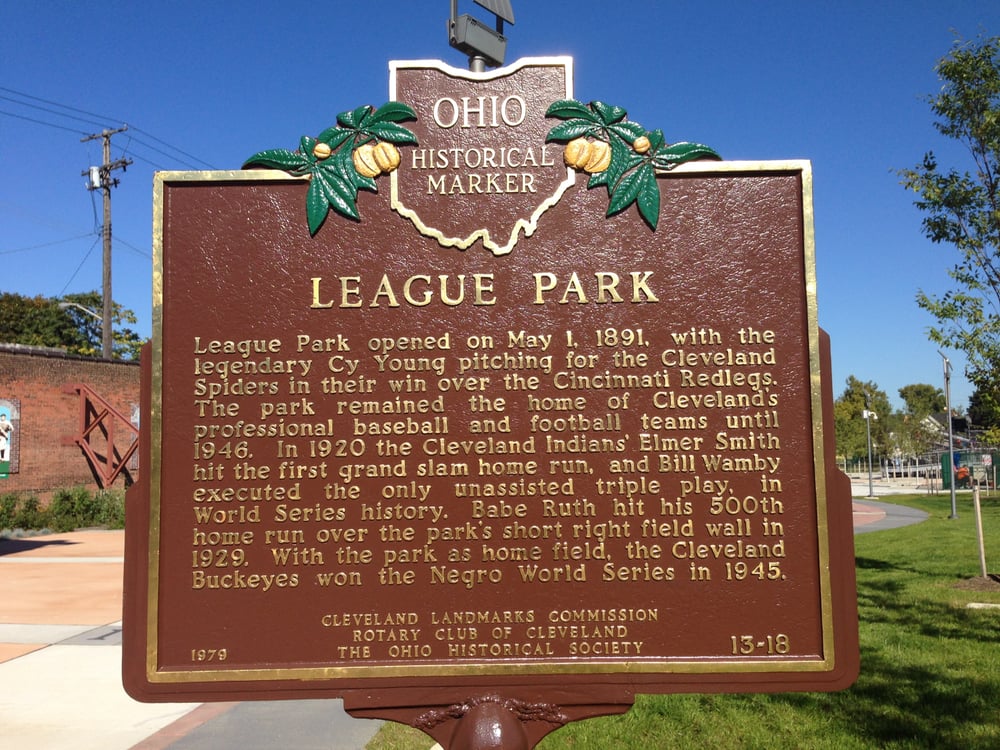 OHIO
HISTORICAL
MARKER
LEAGUE PARK
League Park opened on May 1, 1891, with the
legendary Cy Young pitching for the Cleveland
Spiders in their win over the Cincinnati Redlegs.
The park remained the home of Cleveland's
professional baseball and football teams until
1946. In 1920 the Cleveland Indians' Elmer Smith
hit the first grand slam home run, and Bill Wamby
executed the only unassisted triple play, in
World Series history. Babe Ruth hit his 500th
home run over the park's short right field wall in
1929. With the park as home field, the Cleveland
Buckeyes won the Negro World Series in 1945.
CLEVELAND LANDMARKS COMMISSION
ROTARY CLUB OF CLEVELAND
1979 THE OHIO HISTORICAL SOCIETY 13-18